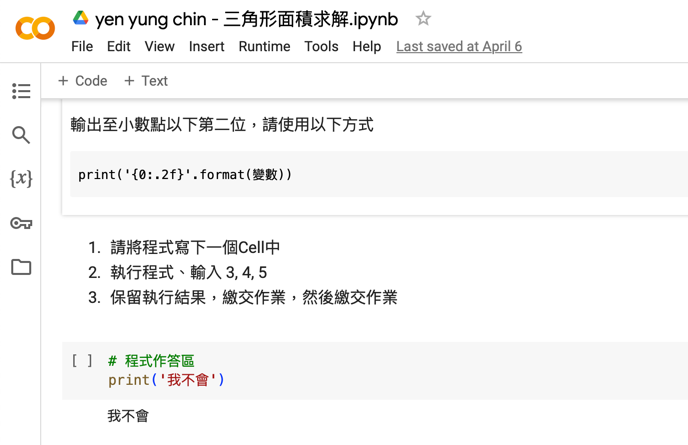 yen yung chin - 三角形面積求解.ipynb
File Edit View Insert Runtime Tools Help Last saved at April 6
+ Code + Text
輸出至小數點以下第二位，請使用以下方式
print('{0:.2f}'.format(變數))
1. 請將程式寫下一個Cell中
2. 執行程式、輸入 3, 4, 5
3. 保留執行結果，繳交作業，然後繳交作業
[ ] # 程式作答區
print('我不會')
我不會